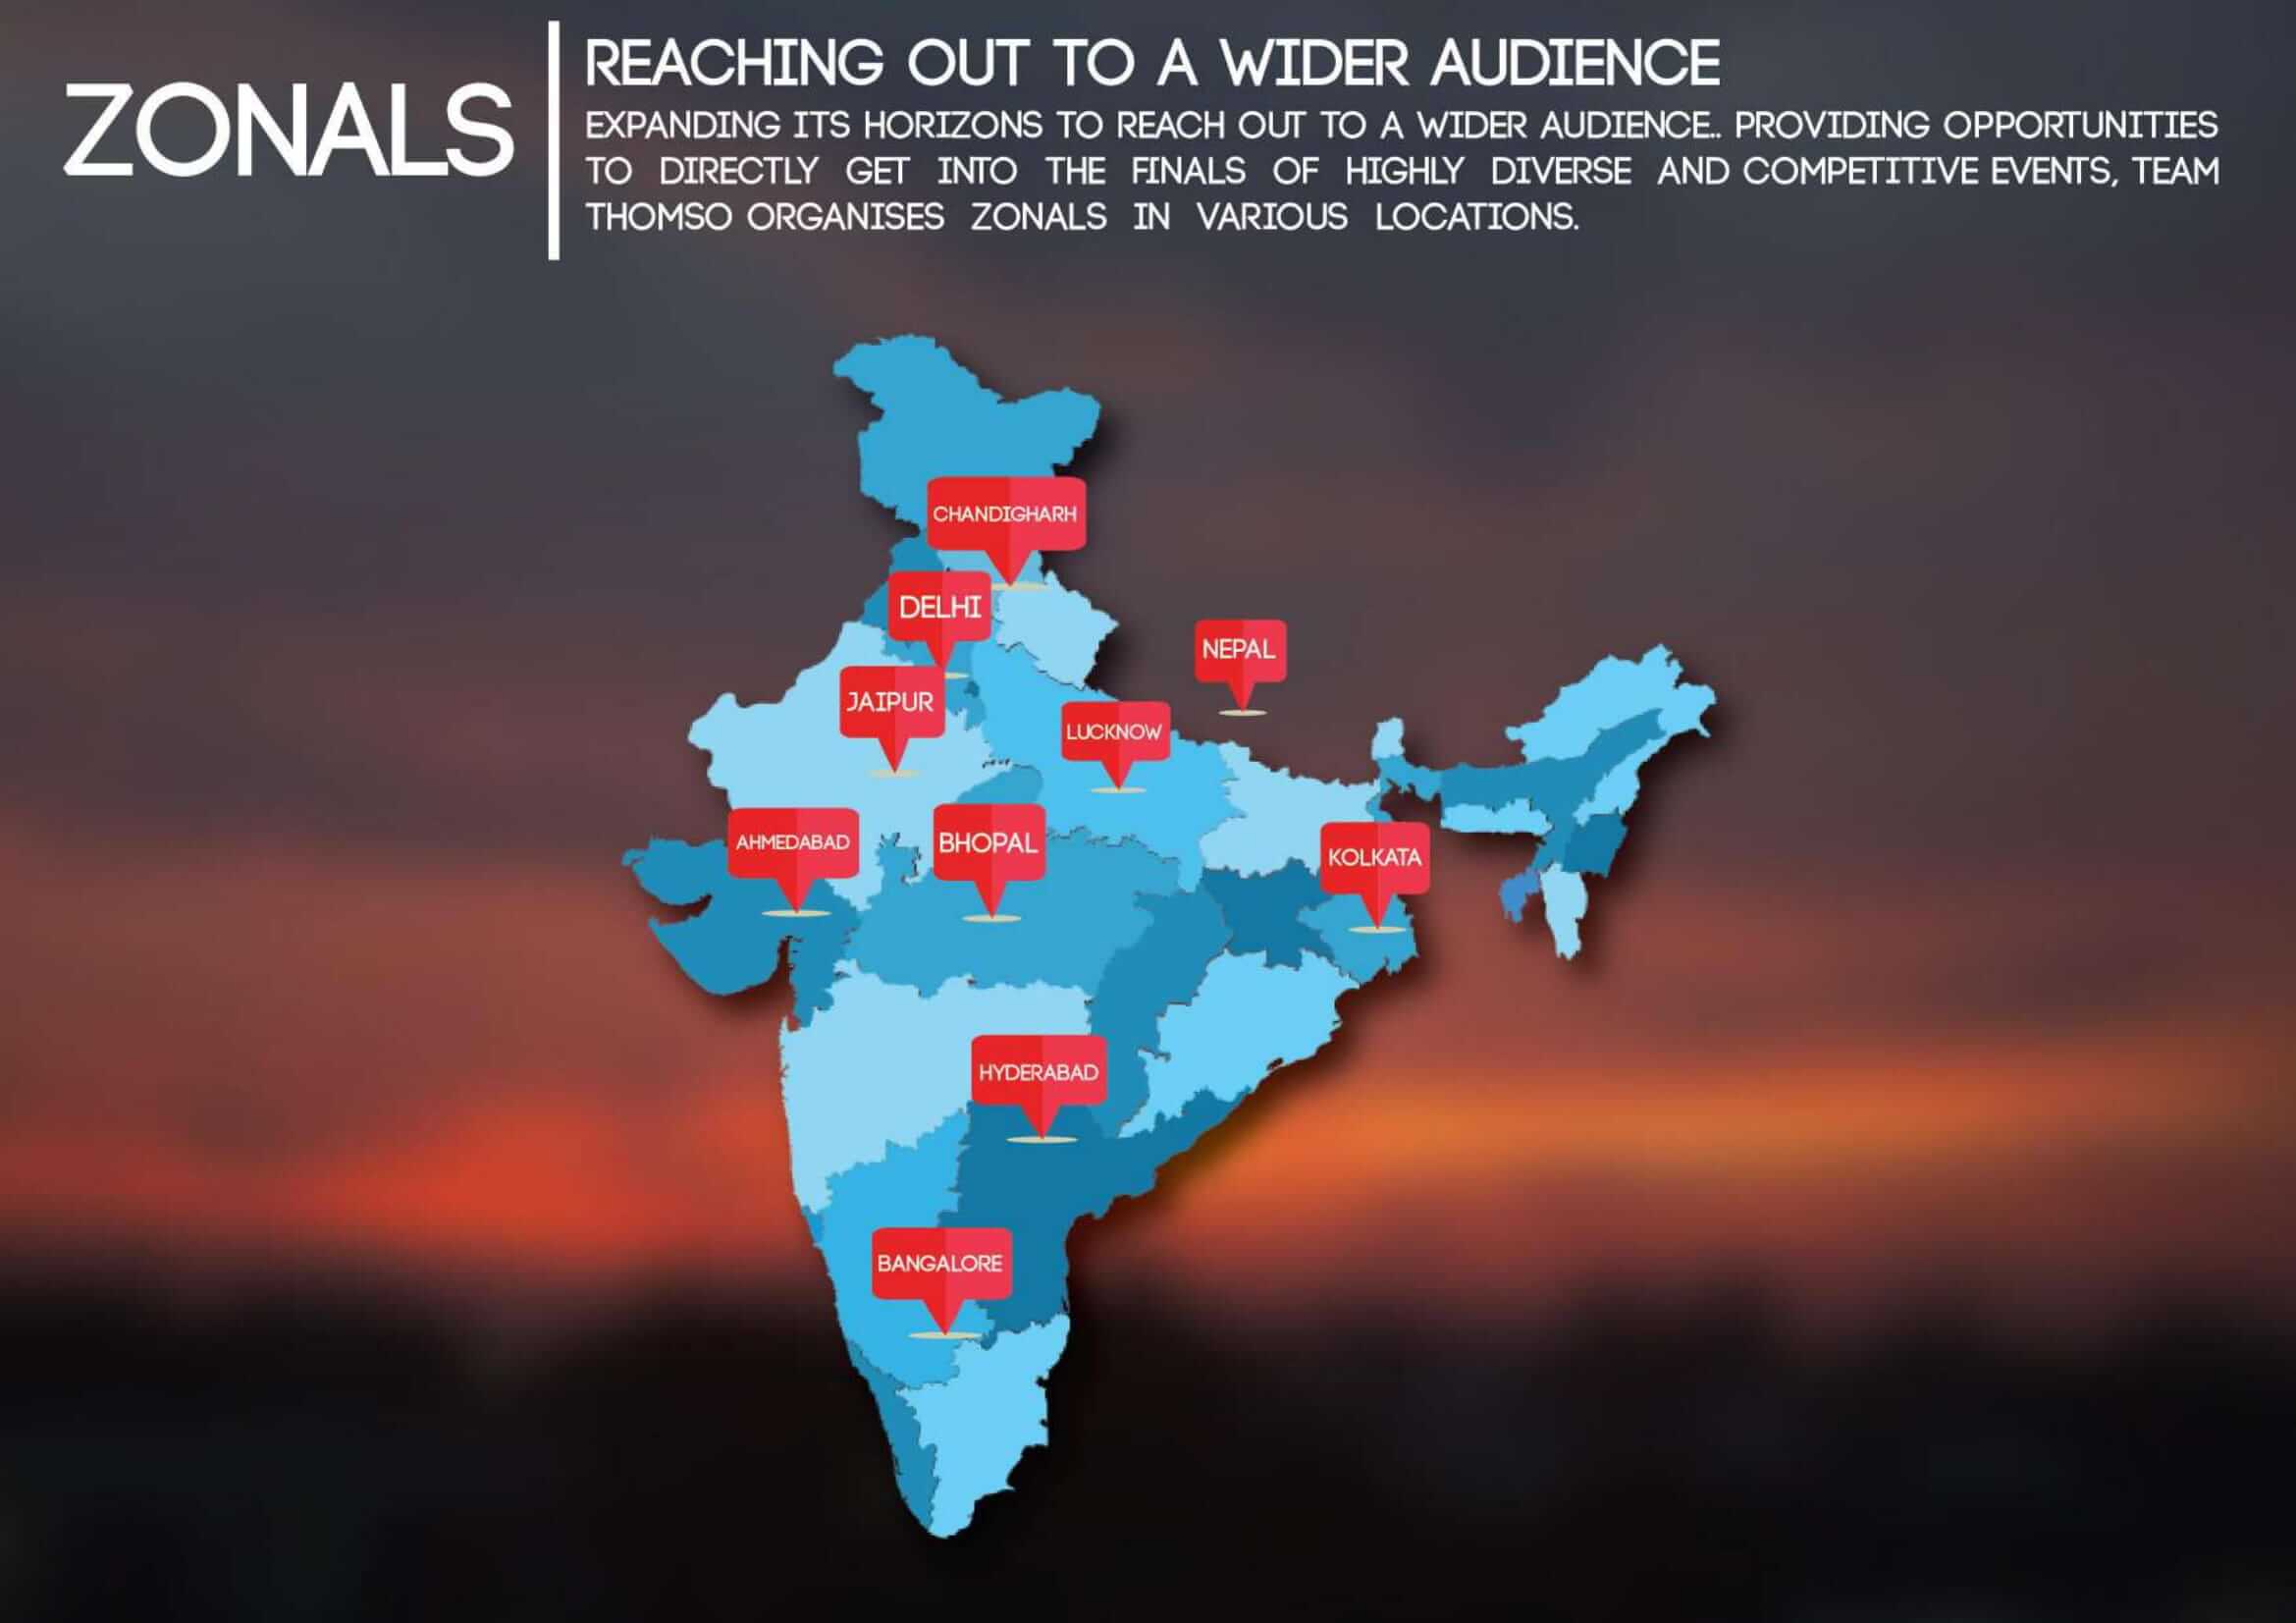 ZONALS
REACHING OUT TO A WIDER AUDIENCE
EXPANDING ITS HORIZONS TO REACH OUT TO A WIDER AUDIENCE.. PROVIDING OPPORTUNITIES
TO DIRECTLY GET INTO THE FINALS OF HIGHLY DIVERSE AND COMPETITIVE EVENTS, TEAM
THOMSO ORGANISES ZONALS IN VARIOUS LOCATIONS.
CHANDIGHARH
DELHI
NEPAL
JAIPUR
LUCKNOW
AHMEDABAD
BHOPAL
KOLKATA
HYDERABAD
BANGALORE